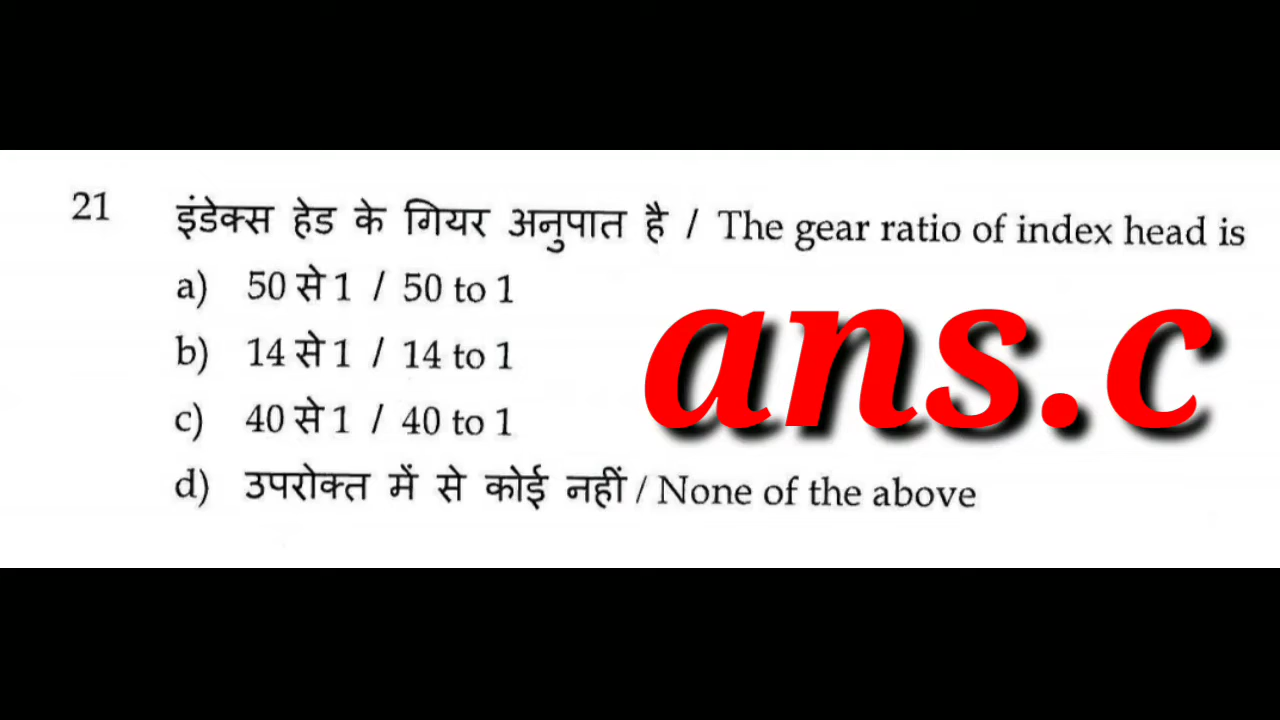 21 इंडेक्स हेड के गियर अनुपात है / The gear ratio of index head is
a) 50 से 1 / 50 to 1
b) 14 से 1 / 14 to 1
c) 40 से 1 / 40 to 1
d) उपरोक्त में से कोई नहीं / None of the above
ans.c